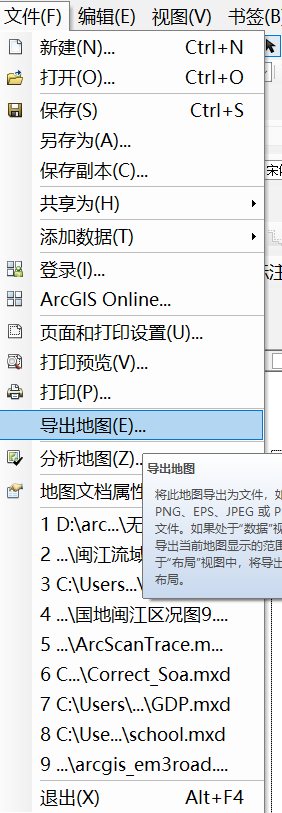 文件(F) 编辑(E) 视图(V) 书签(B)
新建(N)... Ctrl+N
打开(O)... Ctrl+O
保存(S) Ctrl+S
另存为(A)...
保存副本(C)...
共享为(H)
添加数据(T)
登录(I)...
ArcGIS Online...
页面和打印设置(U)...
打印预览(V)...
打印(P)...
导出地图(E)...
分析地图(Z)...
地图文档属性
导出地图
将此地图导出为文件，如
PNG、EPS、JPEG 或 P
文件。如果处于“数据”视
导出当前地图显示的范围
于“布局”视图中，将导出
布局。
1 D:\arc...\无
2 ...\闽江流域
3 C:\Users...\
4 ...\国地闽江区况图9....
5 ...\ArcScanTrace.m...
6 C...\Correct_Soa.mxd
7 C:\Users\...\GDP.mxd
8 C:\Use...\school.mxd
9 ...\arcgis_em3road....
退出(X) Alt+F4